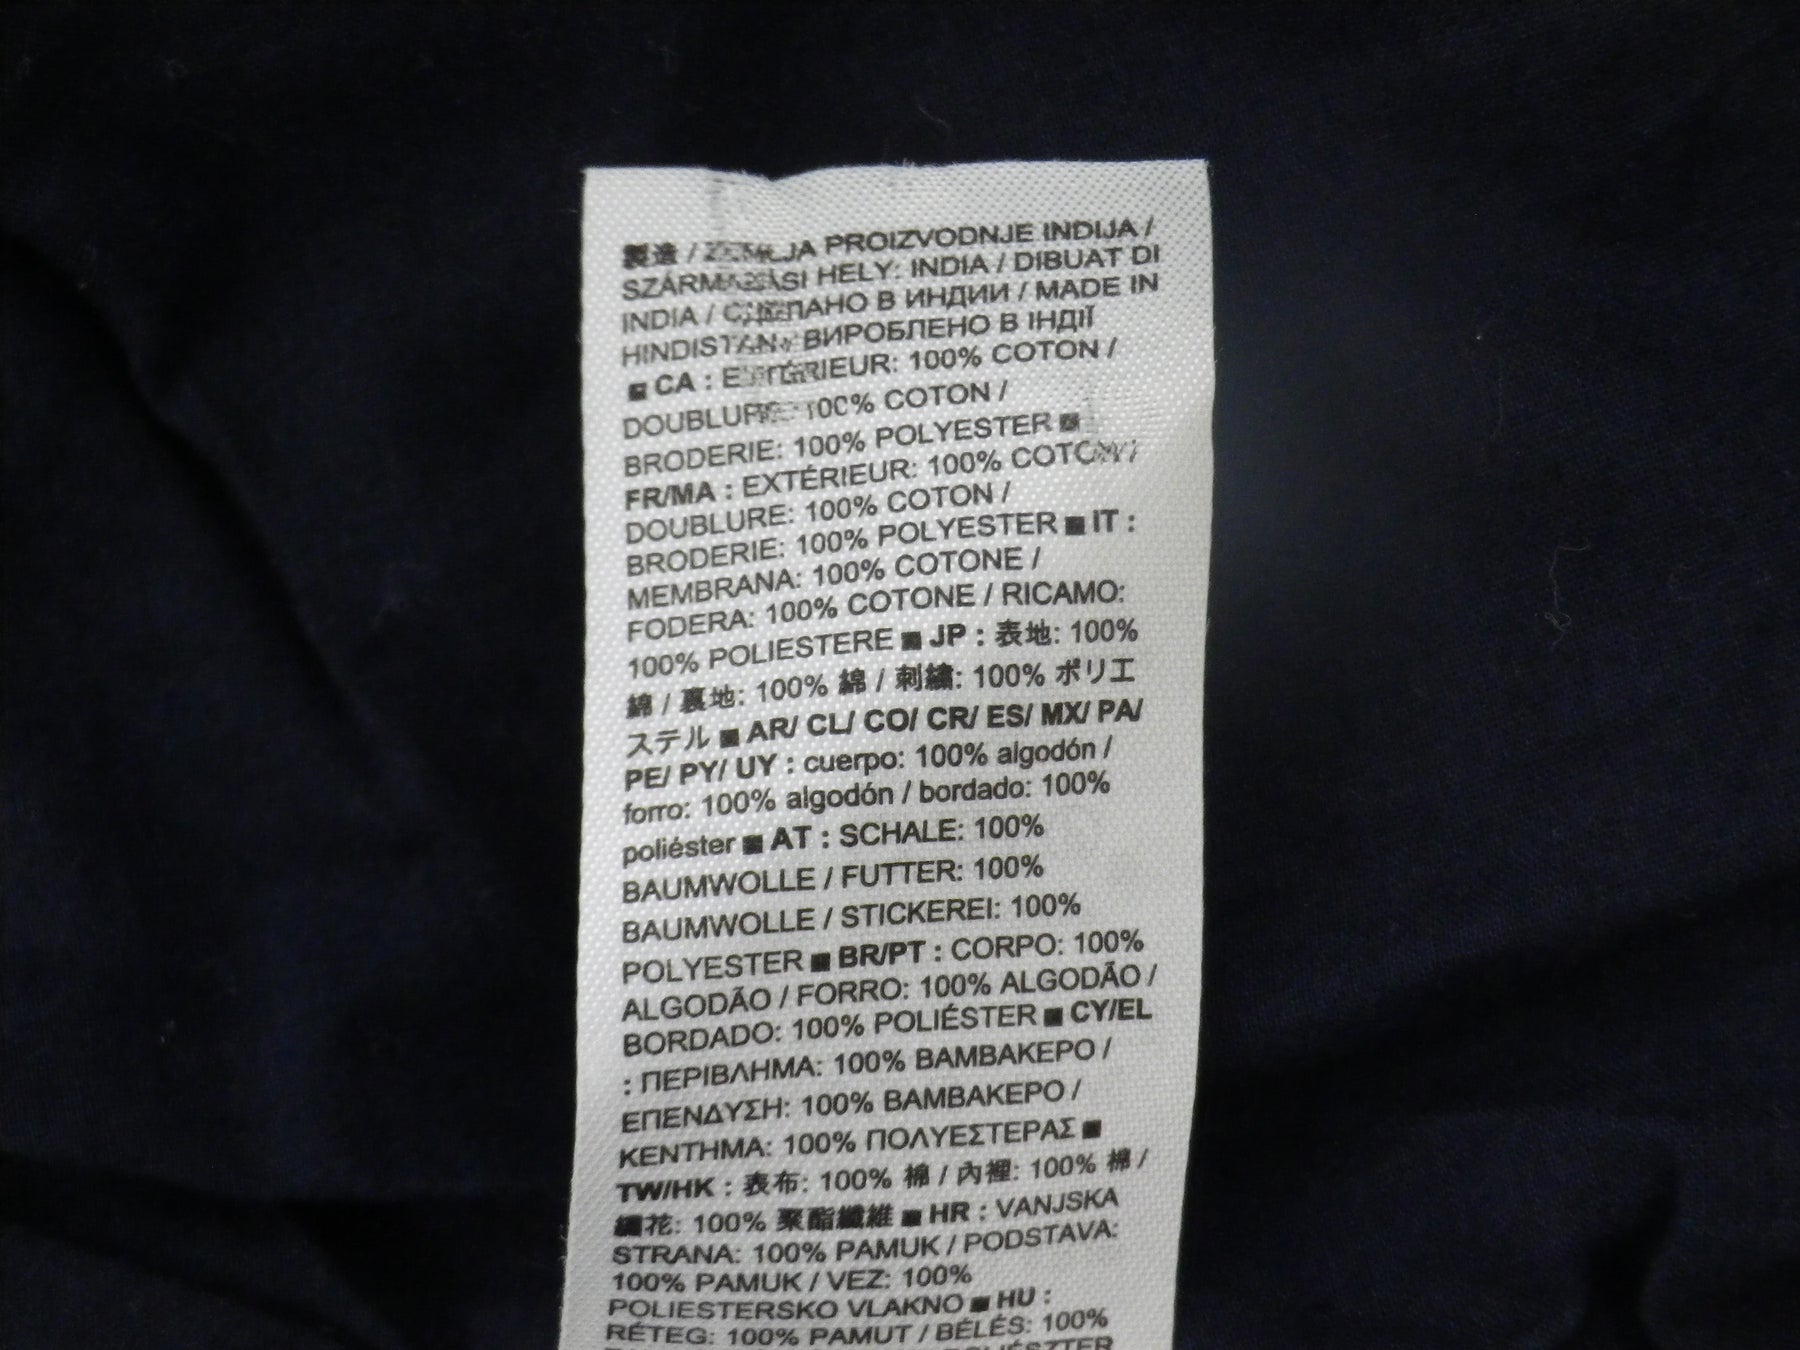 製造 / ZEMLJA PROIZVODNJE INDIJA /
SZÁRMAZÁSI HELY: INDIA / DIBUAT DI
INDIA / СДЕЛАНО В ИНДИИ / MADE IN
HINDISTAN / ВИРОБЛЕНО В ІНДІЇ
■ CA : EXTÉRIEUR: 100% COTON /
DOUBLURE: 100% COTON /
BRODERIE: 100% POLYESTER ■
FR/MA : EXTÉRIEUR: 100% COTON /
DOUBLURE: 100% COTON /
BRODERIE: 100% POLYESTER ■ IT :
MEMBRANA: 100% COTONE /
FODERA: 100% COTONE / RICAMO:
100% POLIESTERE ■ JP : 表地: 100%
綿 / 裏地: 100% 綿 / 刺繍: 100% ポリエ
ステル ■ AR/ CL/ CO/ CR/ ES/ MX/ PA/
PE/ PY/ UY : cuerpo: 100% algodón /
forro: 100% algodón / bordado: 100%
poliéster ■ AT : SCHALE: 100%
BAUMWOLLE / FUTTER: 100%
BAUMWOLLE / STICKEREI: 100%
POLYESTER ■ BR/PT : CORPO: 100%
ALGODÃO / FORRO: 100% ALGODÃO /
BORDADO: 100% POLIÉSTER ■ CY/EL
: ΠΕΡΙΒΛΗΜΑ: 100% ΒΑΜΒΑΚΕΡΟ /
ΕΠΕΝΔΥΣΗ: 100% ΒΑΜΒΑΚΕΡΟ /
ΚΕΝΤΗΜΑ: 100% ΠΟΛΥΕΣΤΕΡΑΣ ■
TW/HK : 表布: 100% 棉 / 內裡: 100% 棉 /
繡花: 100% 聚酯纖維 ■ HR : VANJSKA
STRANA: 100% PAMUK / PODSTAVA:
100% PAMUK / VEZ: 100%
POLIESTERSKO VLAKNO ■ HU :
RÉTEG: 100% PAMUT / BÉLÉS: 100%